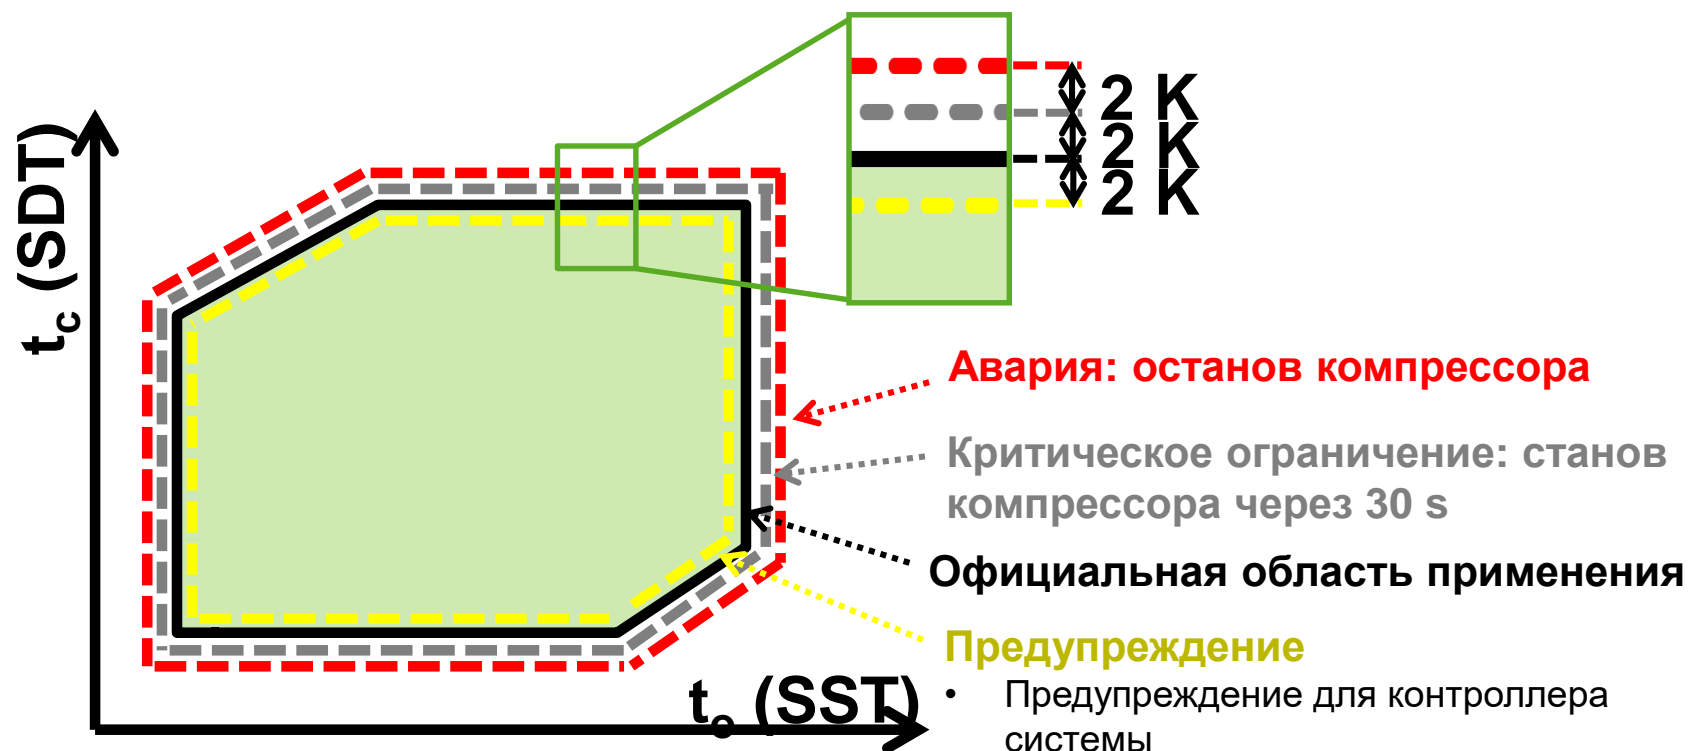 2 K
2 K
2 K
tc (SDT)
Авария: останов компрессора
Критическое ограничение: станов
компрессора через 30 s
Официальная область применения
Предупреждение
• Предупреждение для контроллера
системы
to (SST)